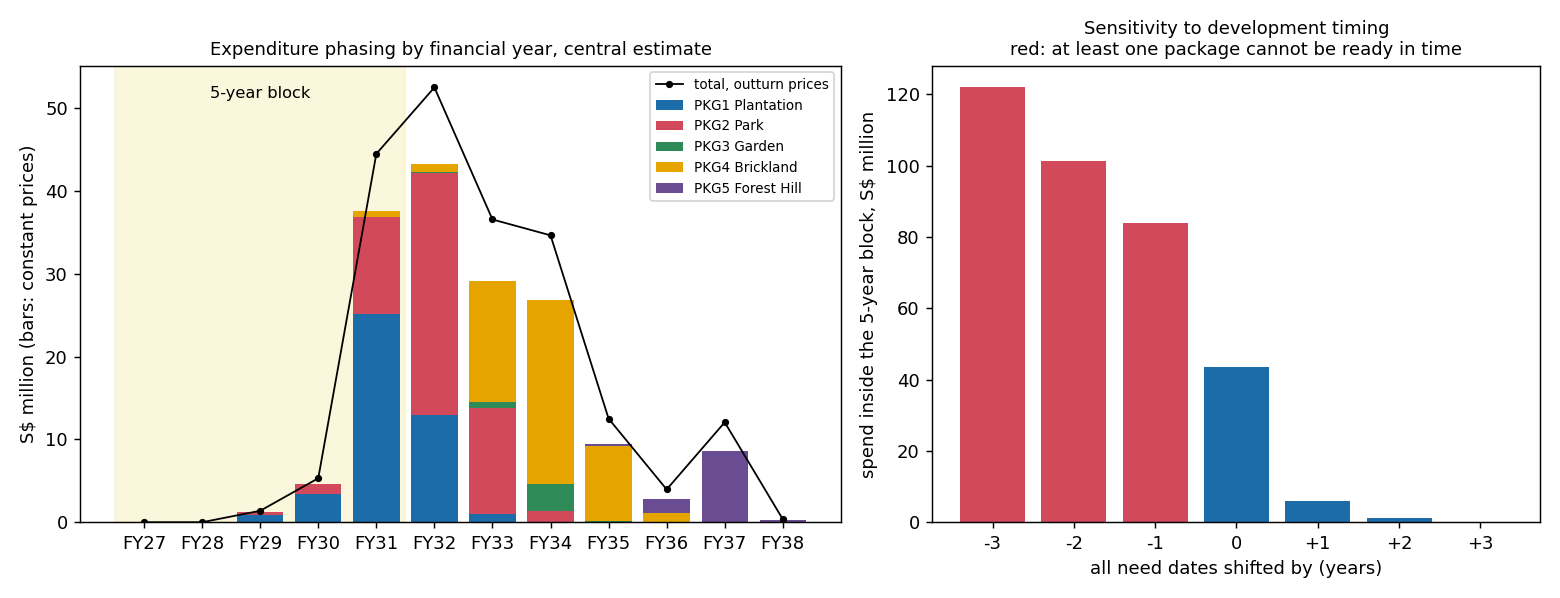 Expenditure phasing by financial year, central estimate
5-year block
total, outturn prices
PKG1 Plantation
PKG2 Park
PKG3 Garden
PKG4 Brickland
PKG5 Forest Hill
S$ million (bars: constant prices)
50
40
30
20
10
0
FY27 FY28 FY29 FY30 FY31 FY32 FY33 FY34 FY35 FY36 FY37 FY38
Sensitivity to development timing
red: at least one package cannot be ready in time
spend inside the 5-year block, S$ million
120
100
80
60
40
20
0
-3 -2 -1 0 +1 +2 +3
all need dates shifted by (years)